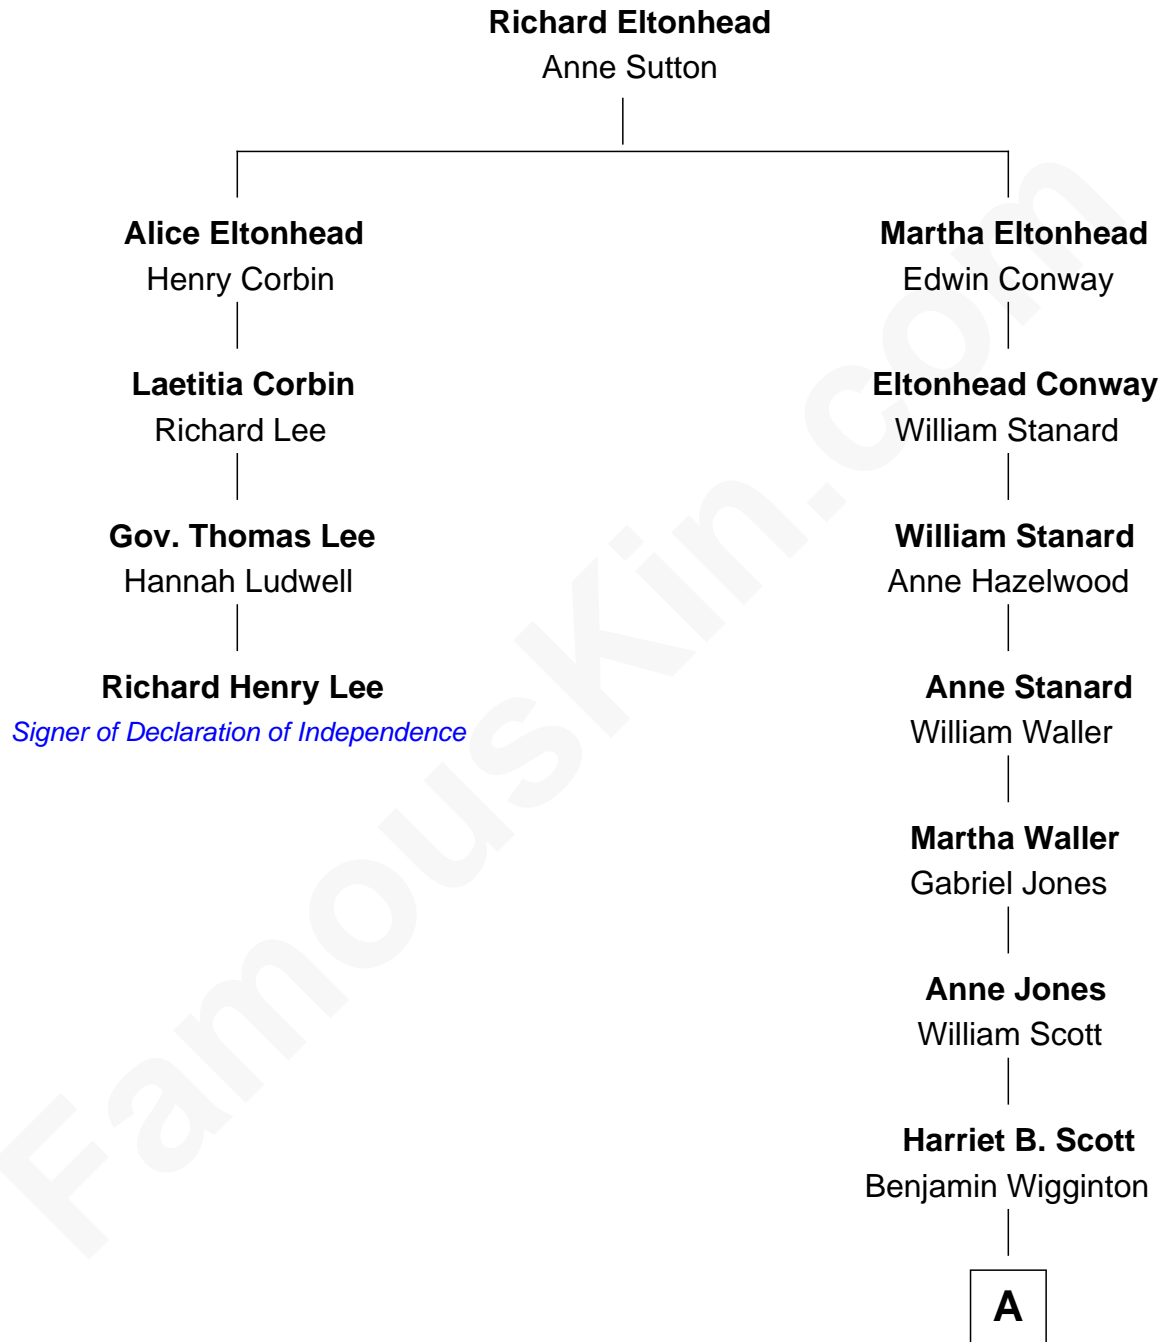 Richard Eltonhead
Anne Sutton
Alice Eltonhead
Henry Corbin
Martha Eltonhead
Edwin Conway
Laetitia Corbin
Richard Lee
Eltonhead Conway
William Stanard
Gov. Thomas Lee
Hannah Ludwell
William Stanard
Anne Hazelwood
Richard Henry Lee
Signer of Declaration of Independence
Anne Stanard
William Waller
Martha Waller
Gabriel Jones
Anne Jones
William Scott
Harriet B. Scott
Benjamin Wigginton
A
FamousKin.com